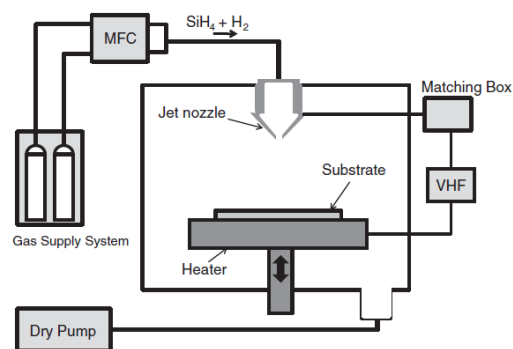 SiH₄ + H₂
MFC
Matching Box
Jet nozzle
Substrate
VHF
Gas Supply System
Heater
Dry Pump